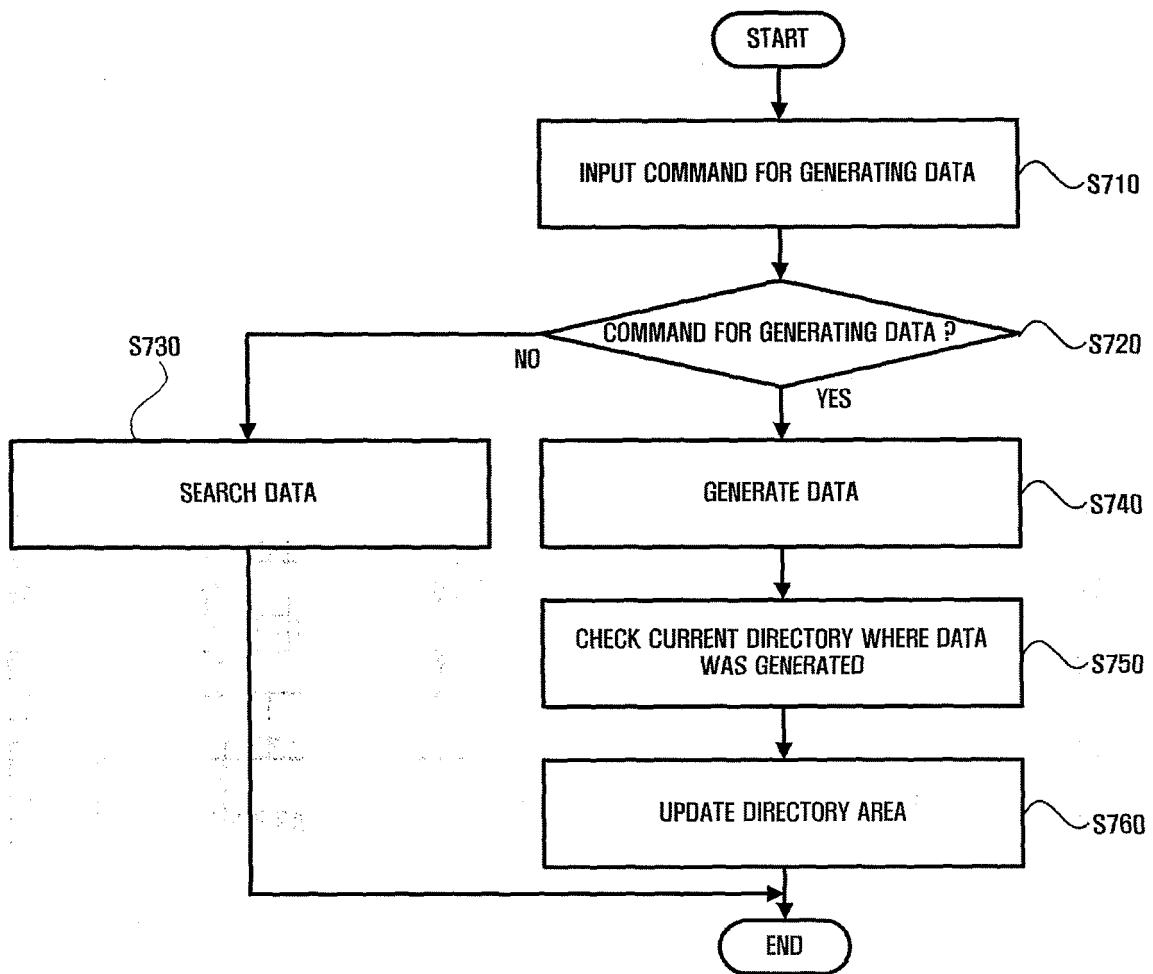 START
INPUT COMMAND FOR GENERATING DATA
S710
COMMAND FOR GENERATING DATA ?
S720
NO
YES
S730
SEARCH DATA
GENERATE DATA
S740
CHECK CURRENT DIRECTORY WHERE DATA
WAS GENERATED
S750
UPDATE DIRECTORY AREA
S760
END